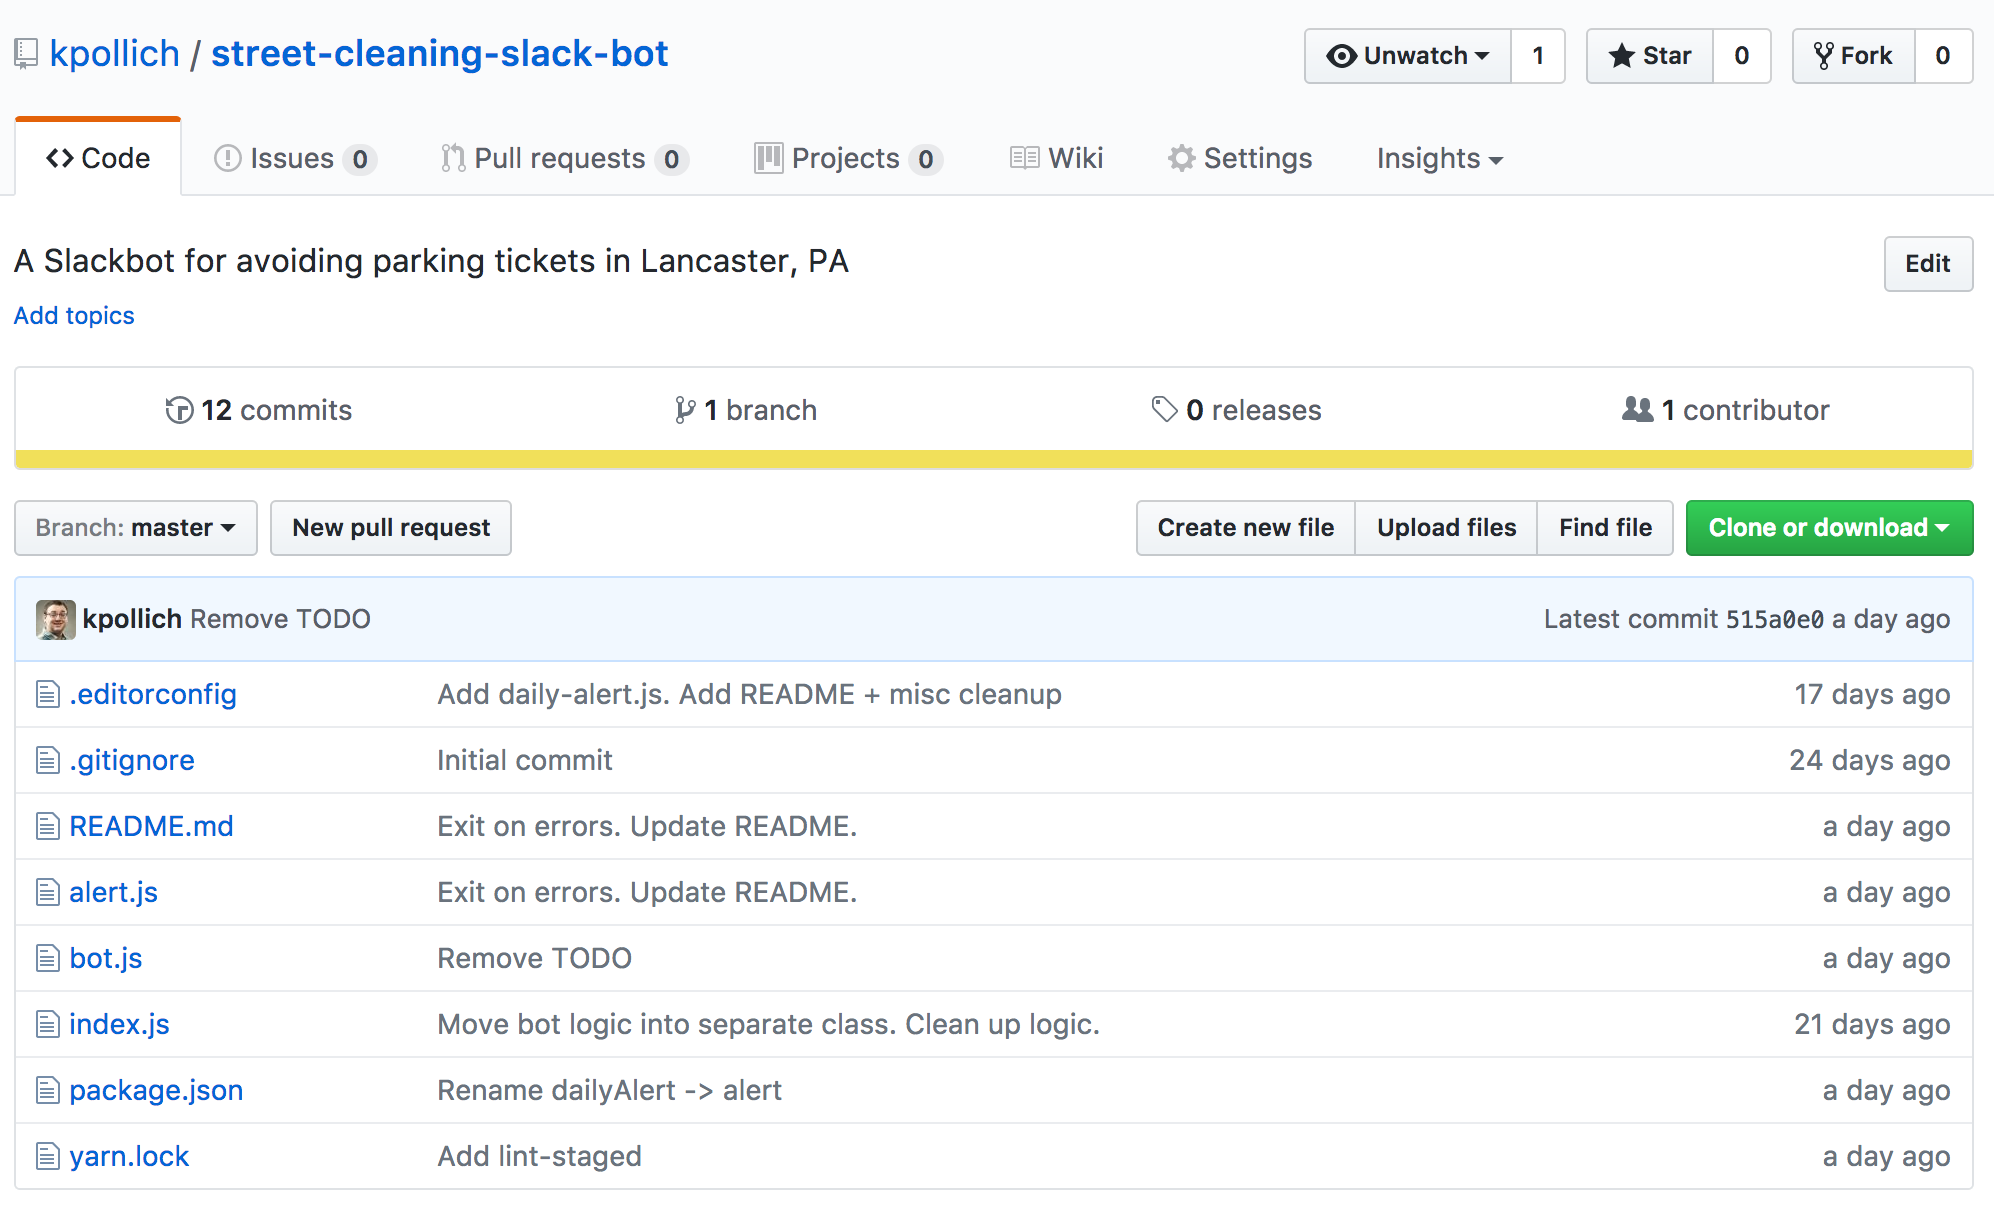 kpollich / street-cleaning-slack-bot
Unwatch 1 Star 0 Fork 0
Code Issues 0 Pull requests 0 Projects 0 Wiki Settings Insights
A Slackbot for avoiding parking tickets in Lancaster, PA
Edit
Add topics
12 commits 1 branch 0 releases 1 contributor
Branch: master New pull request Create new file Upload files Find file Clone or download
kpollich Remove TODO Latest commit 515a0e0 a day ago
.editorconfig Add daily-alert.js. Add README + misc cleanup 17 days ago
.gitignore Initial commit 24 days ago
README.md Exit on errors. Update README. a day ago
alert.js Exit on errors. Update README. a day ago
bot.js Remove TODO a day ago
index.js Move bot logic into separate class. Clean up logic. 21 days ago
package.json Rename dailyAlert -> alert a day ago
yarn.lock Add lint-staged a day ago